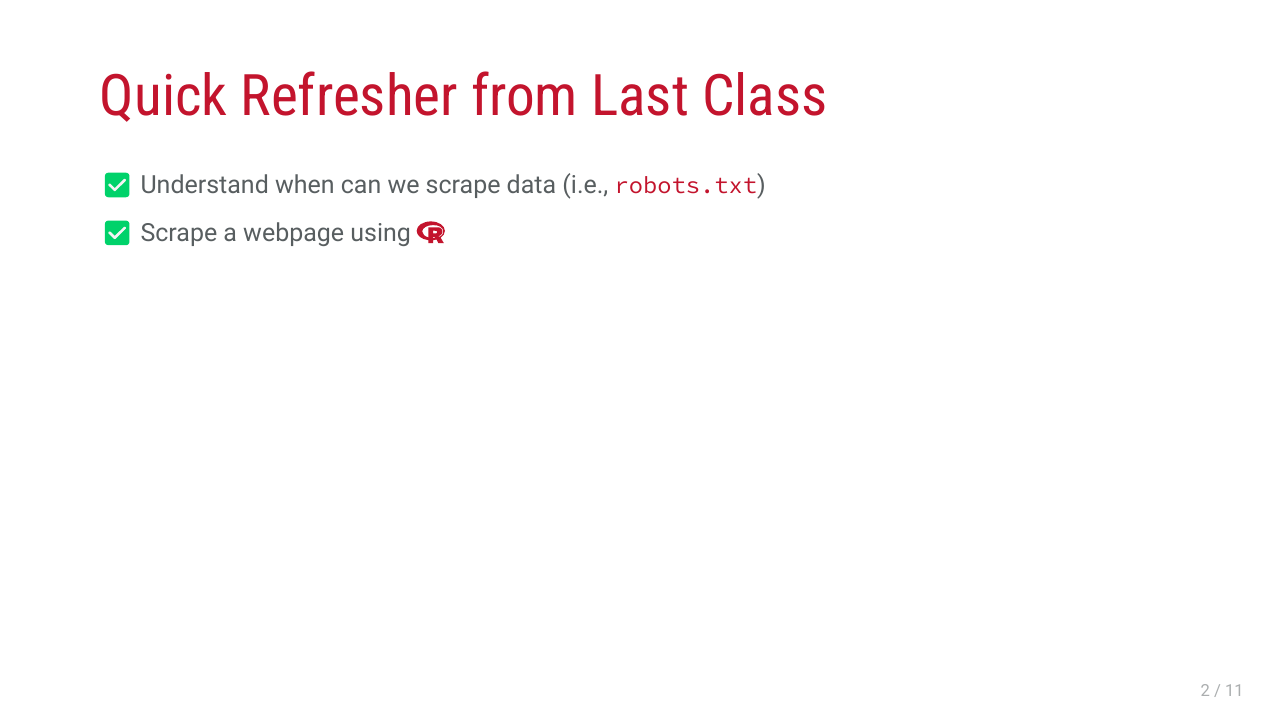 Quick Refresher from Last Class
Understand when can we scrape data (i.e., robots.txt)
Scrape a webpage using R
2 / 11